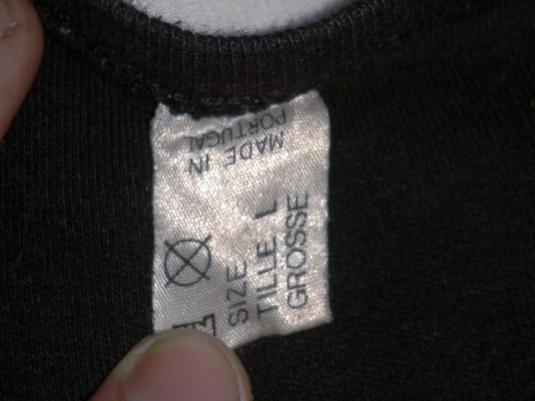 MADE IN
PORTUGAL
SIZE
TILLE L
GROSSE